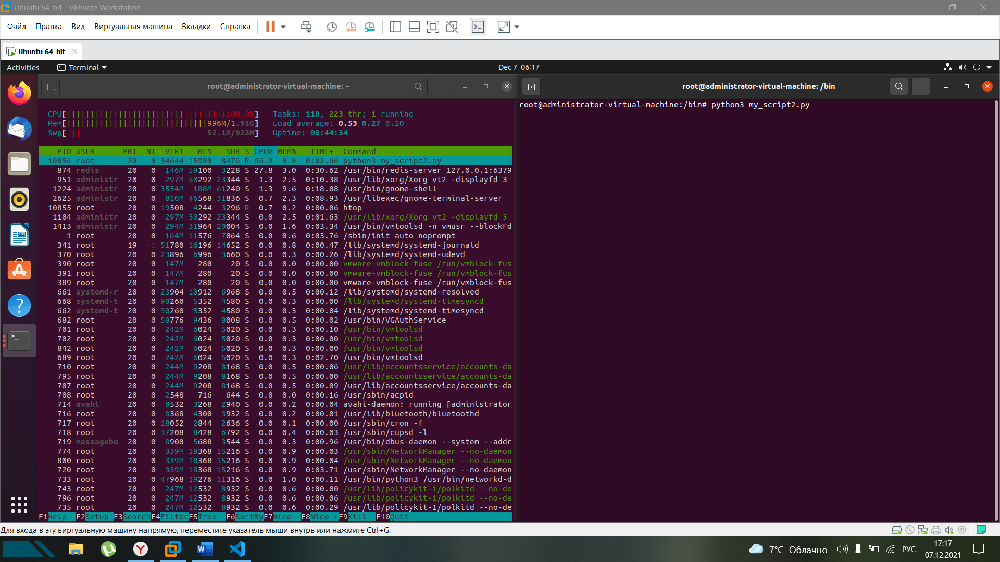 Ubuntu 64-bit - VMware Workstation
Файл Правка Вид Виртуальная машина Вкладки Справка
Ubuntu 64-bit
Activities Terminal Dec 7 06:17
root@administrator-virtual-machine: ~
root@administrator-virtual-machine: /bin
root@administrator-virtual-machine:/bin# python3 my_script2.py
CPU[||||||||||||||||||||||||||||||||||100.0%] Tasks: 118, 223 thr; 1 running
Mem[||||||||||||||||||||||||||||||996M/1.91G] Load average: 0.53 0.27 0.20
Swp[||| 52.1M/923M] Uptime: 00:44:34
PID USER PRI NI VIRT RES SHR S CPU% MEM% TIME+ Command
10856 root 20 0 34644 15980 8476 R 66.9 0.8 0:02.66 python3 my_script2.py
874 redis 20 0 146M 59100 3228 S 27.8 3.0 0:30.62 /usr/bin/redis-server 127.0.0.1:6379
951 administr 20 0 297M 50292 23344 S 1.3 2.5 0:10.38 /usr/lib/xorg/Xorg vt2 -displayfd 3
1224 administr 20 0 3554M 188M 61240 S 1.3 9.6 0:18.08 /usr/bin/gnome-shell
2625 administr 20 0 810M 46568 31836 S 0.7 2.3 0:08.93 /usr/libexec/gnome-terminal-server
10855 root 20 0 19508 4244 3296 R 0.7 0.2 0:00.06 htop
1104 administr 20 0 297M 50292 23344 S 0.0 2.5 0:01.63 /usr/lib/xorg/Xorg vt2 -displayfd 3
1413 administr 20 0 294M 31964 20004 S 0.0 1.6 0:03.34 /usr/bin/vmtoolsd -n vmusr --blockFd
1 root 20 0 164M 11576 7064 S 0.0 0.6 0:03.76 /sbin/init auto noprompt
341 root 19 -1 51780 16196 14652 S 0.0 0.8 0:00.47 /lib/systemd/systemd-journald
370 root 20 0 23896 6996 3660 S 0.0 0.3 0:00.26 /lib/systemd/systemd-udevd
390 root 20 0 147M 280 20 S 0.0 0.0 0:00.00 vmware-vmblock-fuse /run/vmblock-fus
391 root 20 0 147M 280 20 S 0.0 0.0 0:00.00 vmware-vmblock-fuse /run/vmblock-fus
389 root 20 0 147M 280 20 S 0.0 0.0 0:00.00 vmware-vmblock-fuse /run/vmblock-fus
661 systemd-r 20 0 23904 10912 6968 S 0.0 0.5 0:00.12 /lib/systemd/systemd-resolved
668 systemd-t 20 0 90260 5352 4580 S 0.0 0.3 0:00.00 /lib/systemd/systemd-timesyncd
662 systemd-t 20 0 90260 5352 4580 S 0.0 0.3 0:00.04 /lib/systemd/systemd-timesyncd
682 root 20 0 58776 9436 8008 S 0.0 0.5 0:00.02 /usr/bin/VGAuthService
701 root 20 0 242M 6024 5020 S 0.0 0.3 0:00.10 /usr/bin/vmtoolsd
702 root 20 0 242M 6024 5020 S 0.0 0.3 0:00.00 /usr/bin/vmtoolsd
842 root 20 0 242M 6024 5020 S 0.0 0.3 0:00.00 /usr/bin/vmtoolsd
689 root 20 0 242M 6024 5020 S 0.0 0.3 0:02.70 /usr/bin/vmtoolsd
710 root 20 0 244M 9208 8168 S 0.0 0.5 0:00.06 /usr/lib/accountsservice/accounts-da
795 root 20 0 244M 9208 8168 S 0.0 0.5 0:00.00 /usr/lib/accountsservice/accounts-da
707 root 20 0 244M 9208 8168 S 0.0 0.5 0:00.09 /usr/lib/accountsservice/accounts-da
708 root 20 0 2548 716 644 S 0.0 0.0 0:00.16 /usr/sbin/acpid
714 avahi 20 0 8532 3268 2940 S 0.0 0.2 0:00.04 avahi-daemon: running [administrator
716 root 20 0 8368 4300 3932 S 0.0 0.2 0:00.01 /usr/lib/bluetooth/bluetoothd
717 root 20 0 18052 2844 2636 S 0.0 0.1 0:00.00 /usr/sbin/cron -f
718 root 20 0 37208 8428 6792 S 0.0 0.4 0:00.03 /usr/sbin/cupsd -l
719 messagebu 20 0 8900 5688 3544 S 0.0 0.3 0:00.96 /usr/bin/dbus-daemon --system --addr
774 root 20 0 339M 18368 15216 S 0.0 0.9 0:00.03 /usr/sbin/NetworkManager --no-daemon
800 root 20 0 339M 18368 15216 S 0.0 0.9 0:00.04 /usr/sbin/NetworkManager --no-daemon
720 root 20 0 339M 18368 15216 S 0.0 0.9 0:03.71 /usr/sbin/NetworkManager --no-daemon
733 root 20 0 47968 19276 11316 S 0.0 1.0 0:00.11 /usr/bin/python3 /usr/bin/networkd-d
743 root 20 0 247M 12532 8932 S 0.0 0.6 0:00.00 /usr/lib/policykit-1/polkitd --no-de
796 root 20 0 247M 12532 8932 S 0.0 0.6 0:00.06 /usr/lib/policykit-1/polkitd --no-de
735 root 20 0 247M 12532 8932 S 0.0 0.6 0:00.29 /usr/lib/policykit-1/polkitd --no-de
F1Help F2Setup F3SearchF4FilterF5Tree F6SortByF7Nice -F8Nice +F9Kill F10Quit
Для входа в эту виртуальную машину напрямую, переместите указатель мыши внутрь или нажмите Ctrl+G.
7°C Облачно РУС 17:17
07.12.2021